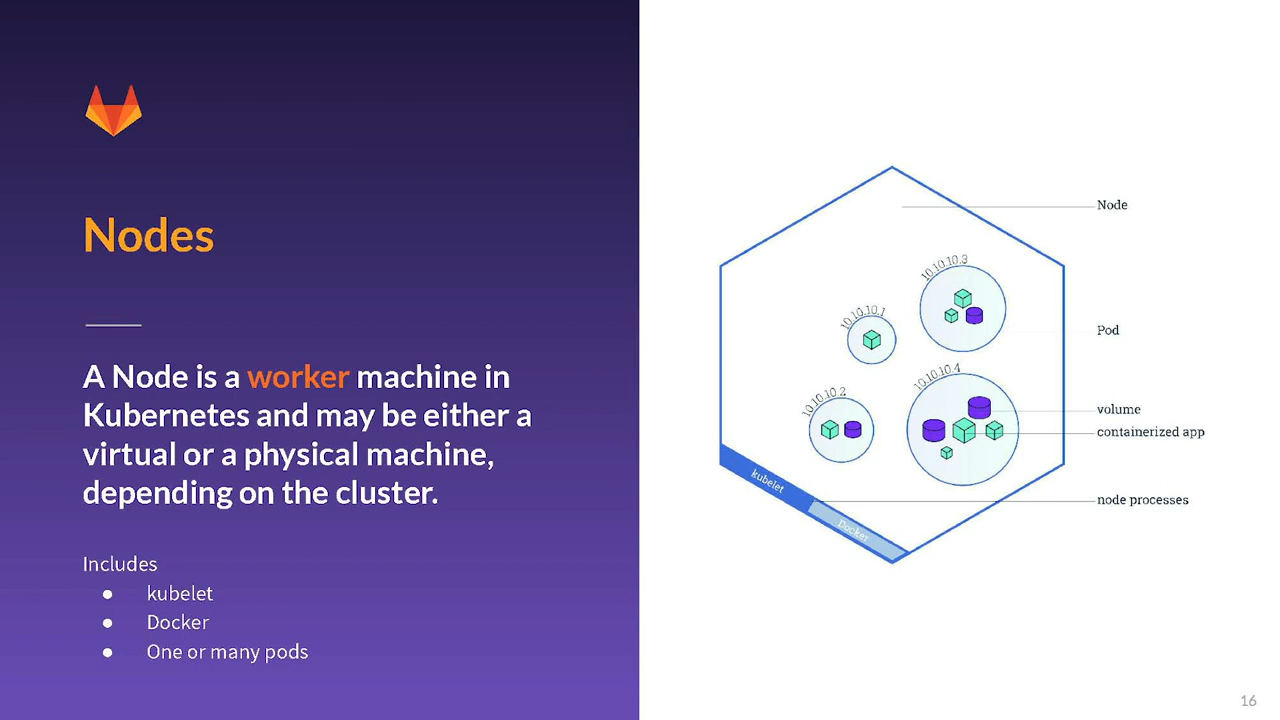 Nodes
A Node is a worker machine in
Kubernetes and may be either a
virtual or a physical machine,
depending on the cluster.
Includes
● kubelet
● Docker
● One or many pods
Node
10.10.10.3
10.10.10.1
Pod
10.10.10.4
10.10.10.2
volume
containerized app
kubelet
node processes
Docker
16